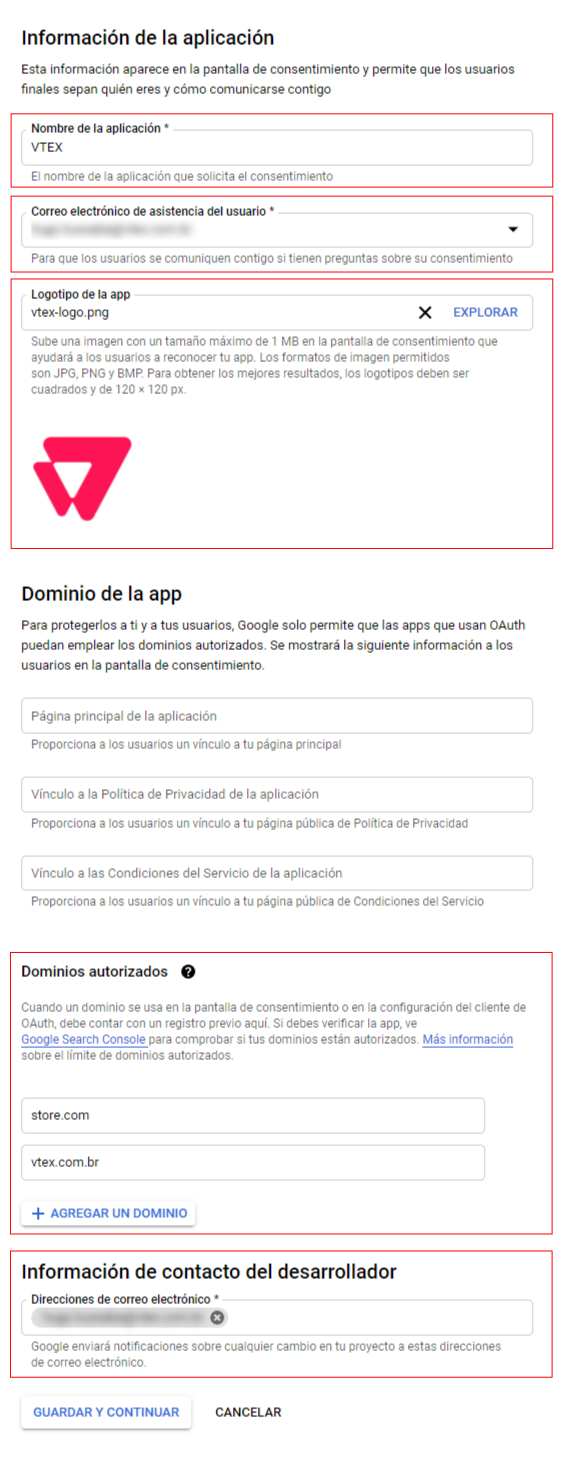 Información de la aplicación
Esta información aparece en la pantalla de consentimiento y permite que los usuarios
finales sepan quién eres y cómo comunicarse contigo
Nombre de la aplicación *
VTEX
El nombre de la aplicación que solicita el consentimiento
Correo electrónico de asistencia del usuario *
Para que los usuarios se comuniquen contigo si tienen preguntas sobre su consentimiento
Logotipo de la app
vtex-logo.png
EXPLORAR
Sube una imagen con un tamaño máximo de 1 MB en la pantalla de consentimiento que
ayudará a los usuarios a reconocer tu app. Los formatos de imagen permitidos
son JPG, PNG y BMP. Para obtener los mejores resultados, los logotipos deben ser
cuadrados y de 120 × 120 px.
Dominio de la app
Para protegerlos a ti y a tus usuarios, Google solo permite que las apps que usan OAuth
puedan emplear los dominios autorizados. Se mostrará la siguiente información a los
usuarios en la pantalla de consentimiento.
Página principal de la aplicación
Proporciona a los usuarios un vínculo a tu página principal
Vínculo a la Política de Privacidad de la aplicación
Proporciona a los usuarios un vínculo a tu página pública de Política de Privacidad
Vínculo a las Condiciones del Servicio de la aplicación
Proporciona a los usuarios un vínculo a tu página pública de Condiciones del Servicio
Dominios autorizados
Cuando un dominio se usa en la pantalla de consentimiento o en la configuración del cliente de
OAuth, debe contar con un registro previo aquí. Si debes verificar la app, ve
Google Search Console para comprobar si tus dominios están autorizados. Más información
sobre el límite de dominios autorizados.
store.com
vtex.com.br
+ AGREGAR UN DOMINIO
Información de contacto del desarrollador
Direcciones de correo electrónico *
Google enviará notificaciones sobre cualquier cambio en tu proyecto a estas direcciones
de correo electrónico.
GUARDAR Y CONTINUAR
CANCELAR